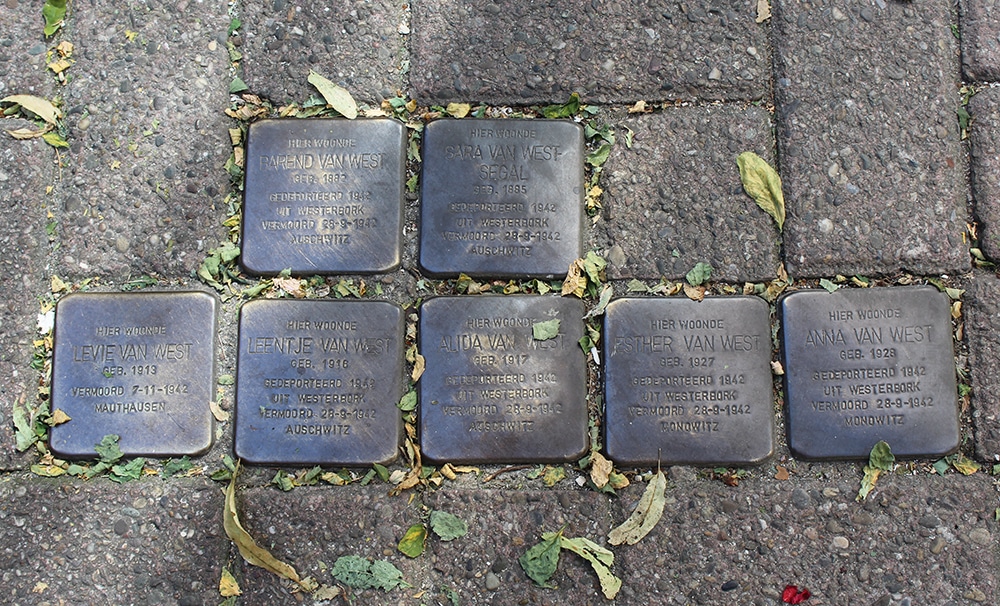 HIER WOONDE
BAREND VAN WEST
GEB. 1887
GEDEPORTEERD 1942
UIT WESTERBORK
VERMOORD 28-9-1942
AUSCHWITZ
HIER WOONDE
SARA VAN WEST-
SEGAL
GEB. 1885
GEDEPORTEERD 1942
UIT WESTERBORK
VERMOORD 28-9-1942
AUSCHWITZ
HIER WOONDE
LEVIE VAN WEST
GEB. 1913
VERMOORD 7-11-1942
MAUTHAUSEN
HIER WOONDE
LEENTJE VAN WEST
GEB. 1916
GEDEPORTEERD 1942
UIT WESTERBORK
VERMOORD 28-9-1942
AUSCHWITZ
HIER WOONDE
ALIDA VAN WEST
GEB. 1917
GEDEPORTEERD 1942
UIT WESTERBORK
VERMOORD 28-9-1942
AUSCHWITZ
HIER WOONDE
ESTHER VAN WEST
GEB. 1927
GEDEPORTEERD 1942
UIT WESTERBORK
VERMOORD 28-9-1942
MONOWITZ
HIER WOONDE
ANNA VAN WEST
GEB. 1928
GEDEPORTEERD 1942
UIT WESTERBORK
VERMOORD 28-9-1942
MONOWITZ